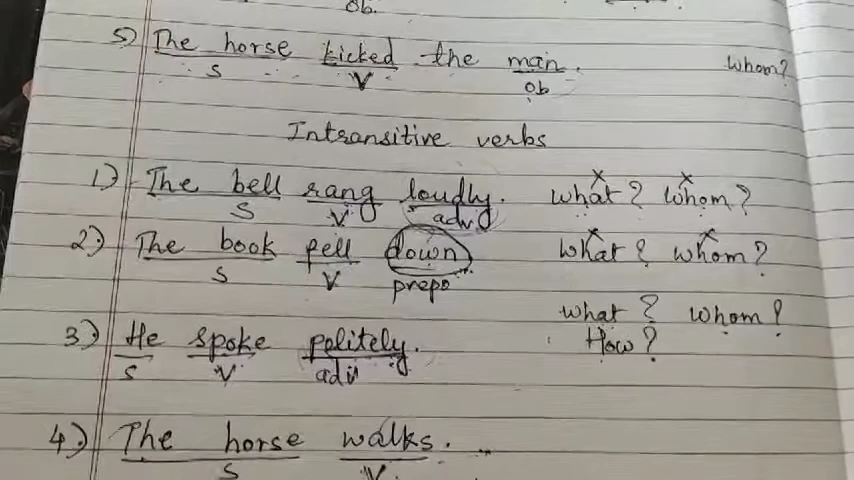 ob.
5) The horse kicked the man. whom?
S V ob
Intransitive verbs
1) The bell rang loudly. what? whom?
S V adv
2) The book fell down what? whom?
S V prepo
what? whom?
3) He spoke politely. How?
S V adv
4) The horse walks.
S V